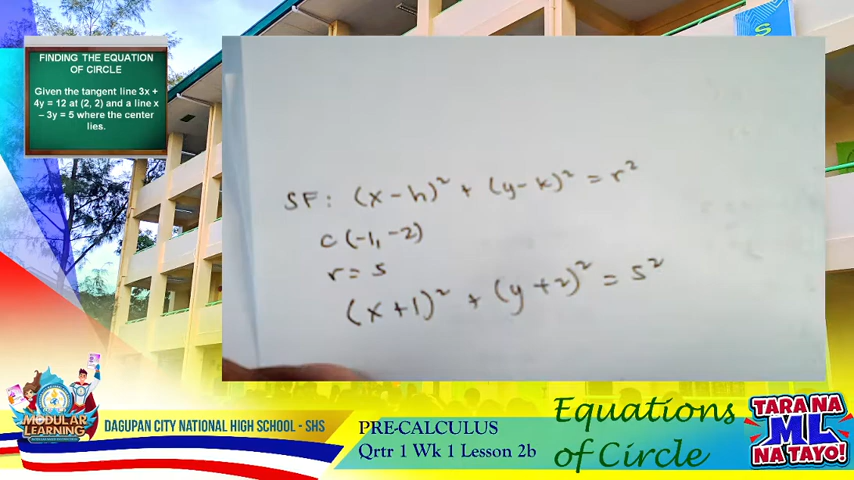 FINDING THE EQUATION
OF CIRCLE
Given the tangent line 3x +
4y = 12 at (2, 2) and a line x
– 3y = 5 where the center
lies.
SF: (x-h)² + (y-k)² = r²
C(-1,-2)
r = 5
(x+1)² + (y+2)² = 5²
MODULAR
LEARNING
DAGUPAN CITY NATIONAL HIGH SCHOOL - SHS
PRE-CALCULUS
Qrtr 1 Wk 1 Lesson 2b
Equations
of Circle
TARA NA
ML
NA TAYO!
S